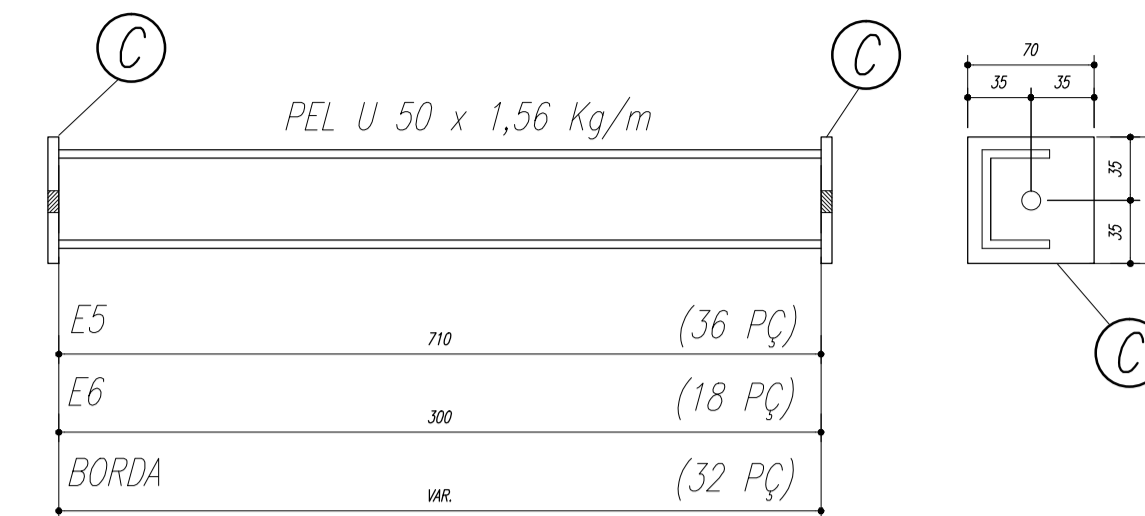 C
C
PEL U 50 x 1,56 Kg/m
70
35 35
35
35
E5 710 (36 PÇ)
E6 300 (18 PÇ)
BORDA VAR. (32 PÇ)
C